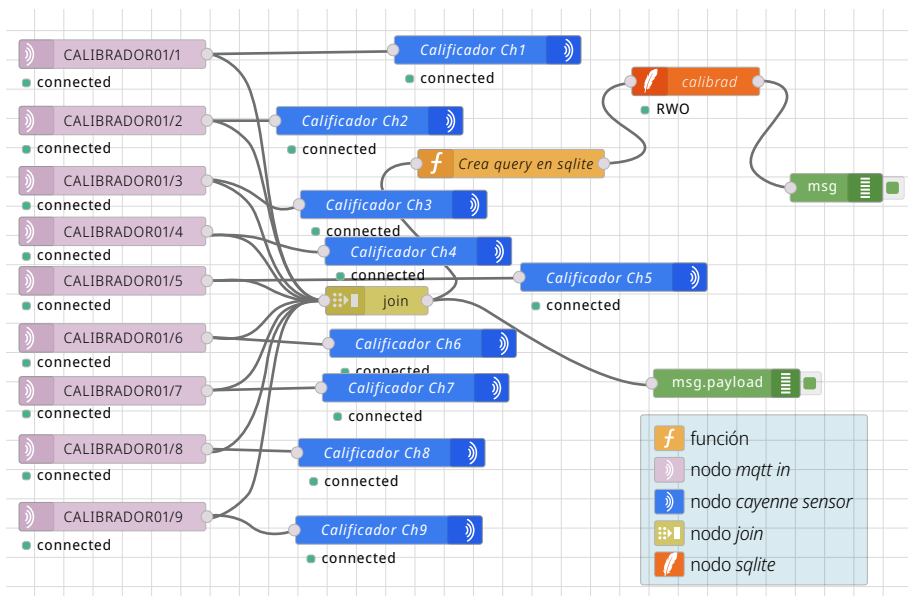 CALIBRADOR01/1
connected
Calificador Ch1
connected
calibrad
RWO
CALIBRADOR01/2
connected
Calificador Ch2
connected
Crea query en sqlite
CALIBRADOR01/3
connected
Calificador Ch3
connected
msg
CALIBRADOR01/4
connected
Calificador Ch4
connected
CALIBRADOR01/5
connected
Calificador Ch5
connected
join
CALIBRADOR01/6
connected
Calificador Ch6
connected
CALIBRADOR01/7
connected
Calificador Ch7
connected
msg.payload
CALIBRADOR01/8
connected
Calificador Ch8
connected
CALIBRADOR01/9
connected
Calificador Ch9
connected
función
nodo mqtt in
nodo cayenne sensor
nodo join
nodo sqlite